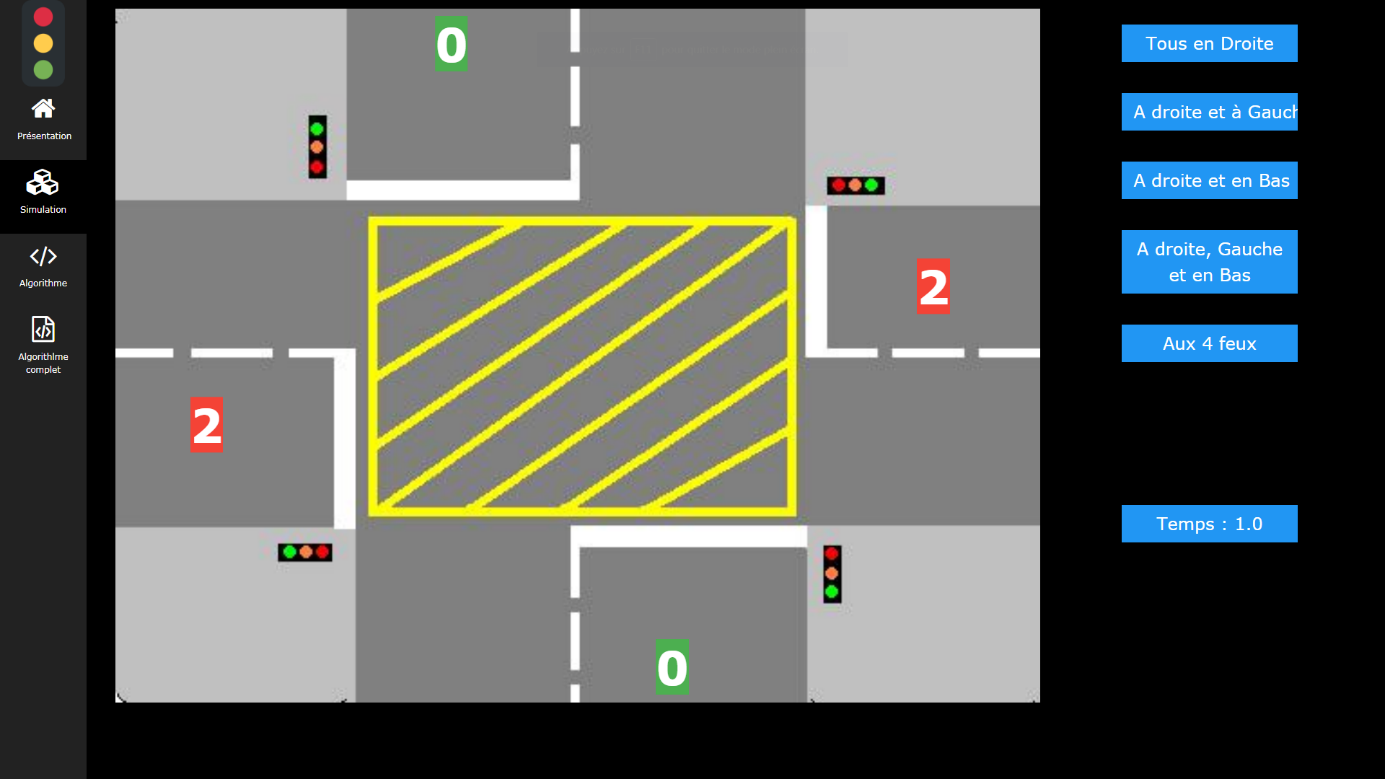 Présentation
Simulation
Algorithme
Algorithlme
complet
0
2
2
0
Tous en Droite
A droite et à Gauch
A droite et en Bas
A droite, Gauche
et en Bas
Aux 4 feux
Temps : 1.0